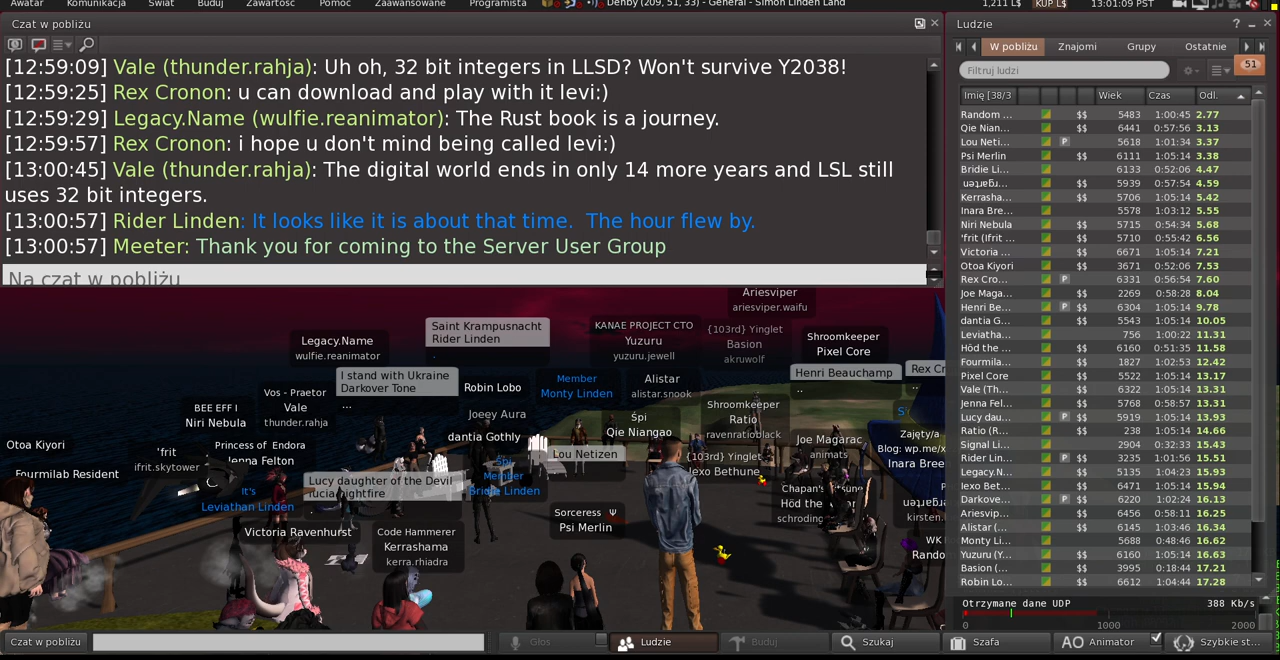 Awatar Komunikacja Świat Buduj Zawartość Pomoc Zaawansowane Programista Denby (209, 51, 33) - General - Simon Linden Land 1,211 L$ KUP L$ 13:01:09 PST
Czat w pobliżu
[12:59:09] Vale (thunder.rahja): Uh oh, 32 bit integers in LLSD? Won't survive Y2038!
[12:59:25] Rex Cronon: u can download and play with it levi:)
[12:59:29] Legacy.Name (wulfie.reanimator): The Rust book is a journey.
[12:59:57] Rex Cronon: i hope u don't mind being called levi:)
[13:00:45] Vale (thunder.rahja): The digital world ends in only 14 more years and LSL still
uses 32 bit integers.
[13:00:57] Rider Linden: It looks like it is about that time. The hour flew by.
[13:00:57] Meeter: Thank you for coming to the Server User Group
Na czat w pobliżu
Ariesviper
ariesviper.waifu
Saint Krampusnacht
Rider Linden
.
KANAE PROJECT CTO
Yuzuru
yuzuru.jewell
{103rd} Yinglet
Basion
akruwolf
Legacy.Name
wulfie.reanimator
Shroomkeeper
Pixel Core
I stand with Ukraine
Darkover Tone
...
Robin Lobo
Member
Monty Linden
Alistar
alistar.snook
Henri Beauchamp
..
Rex Cr
..
Vos - Praetor
Vale
thunder.rahja
BEE EFF I
Niri Nebula
Joeey Aura
dantia Gothly
śpi
Qie Niangao
Shroomkeeper
Ratio
ravenratioblack
Joe Magarac
animats
Zajęty/a
Blog: wp.me/x
Inara Bree
Otoa Kiyori
Fourmilab Resident
'frit
ifrit.skytower
Princess of Endora
Jenna Felton
Lou Netizen
{103rd} Yinglet
Iexo Bethune
Lucy daughter of the Devil
lucia.nightfire
.
Member
Bridie Linden
It's
Leviathan Linden
Höd the
schroding
kirsten.
Sorceress Ψ
Psi Merlin
Victoria Ravenhurst
Code Hammerer
Kerrashama
kerra.rhiadra
WK
Rando
Czat w pobliżu Głos Ludzie Buduj Szukaj Szafa AO Animator Szybkie st...
Ludzie
W pobliżu Znajomi Grupy Ostatnie
Filtruj ludzi 51
Imię [38/3 Wiek Czas Odl.
Random ... $$ 5483 1:00:45 2.77
Qie Nian... $$ 6441 0:57:56 3.13
Lou Neti... P 5618 1:01:34 3.37
Psi Merlin $$ 6111 1:05:14 3.38
Bridie Li... 6133 0:52:06 4.47
$$ 5939 0:57:54 4.59
Kerrasha... $$ 5706 1:05:14 5.42
Inara Bre... 5578 1:03:12 5.55
Niri Nebula $$ 5715 0:54:34 5.68
'frit (Ifrit ... $$ 5710 0:55:42 6.56
Victoria ... $$ 6671 1:05:14 7.21
Otoa Kiyori $$ 3671 0:52:06 7.53
Rex Cro... P 6331 0:56:54 7.60
Joe Maga... $$ 2269 0:58:28 8.04
Henri Be... P $$ 6304 1:05:14 9.78
dantia G... $$ 5543 1:05:14 10.05
Leviatha... 756 1:00:22 11.31
Höd the ... $$ 6160 0:51:35 11.58
Fourmila... $$ 1827 0:52:53 12.42
Pixel Core $$ 5522 1:05:14 13.17
Vale (Th... $$ 6322 1:05:14 13.31
Jenna Fel... $$ 5768 0:58:57 13.31
Lucy dau... P $$ 5919 1:05:14 13.93
Ratio (R... $$ 238 1:05:14 14.66
Signal Li... 2904 0:32:33 15.43
Rider Lin... P $$ 3235 1:01:56 15.51
Legacy.N... $$ 5135 1:04:23 15.93
Iexo Bet... $$ 6471 1:05:14 15.94
Darkove... P $$ 6220 1:02:24 16.13
Ariesvip... $$ 6456 0:58:11 16.25
Alistar (... $$ 6145 1:03:46 16.34
Monty Li... 5688 0:48:46 16.62
Yuzuru (Y... $$ 6160 1:05:14 16.63
Basion (... $$ 3995 0:18:44 17.21
Robin Lo... $$ 6612 1:04:44 17.28
Otrzymane dane UDP 388 Kb/s
0 1000 2000